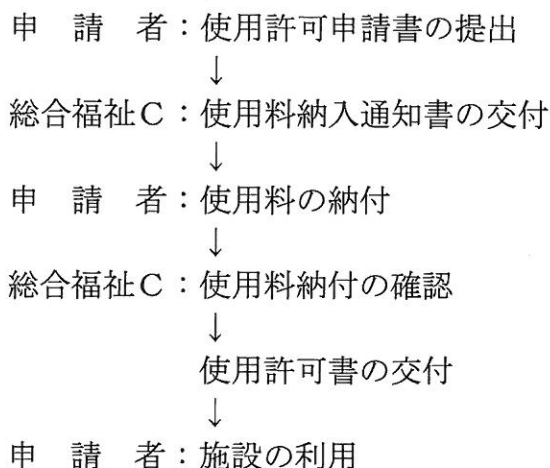 申　請　者：使用許可申請書の提出
↓
総合福祉C：使用料納入通知書の交付
↓
申　請　者：使用料の納付
↓
総合福祉C：使用料納付の確認
↓
使用許可書の交付
↓
申　請　者：施設の利用